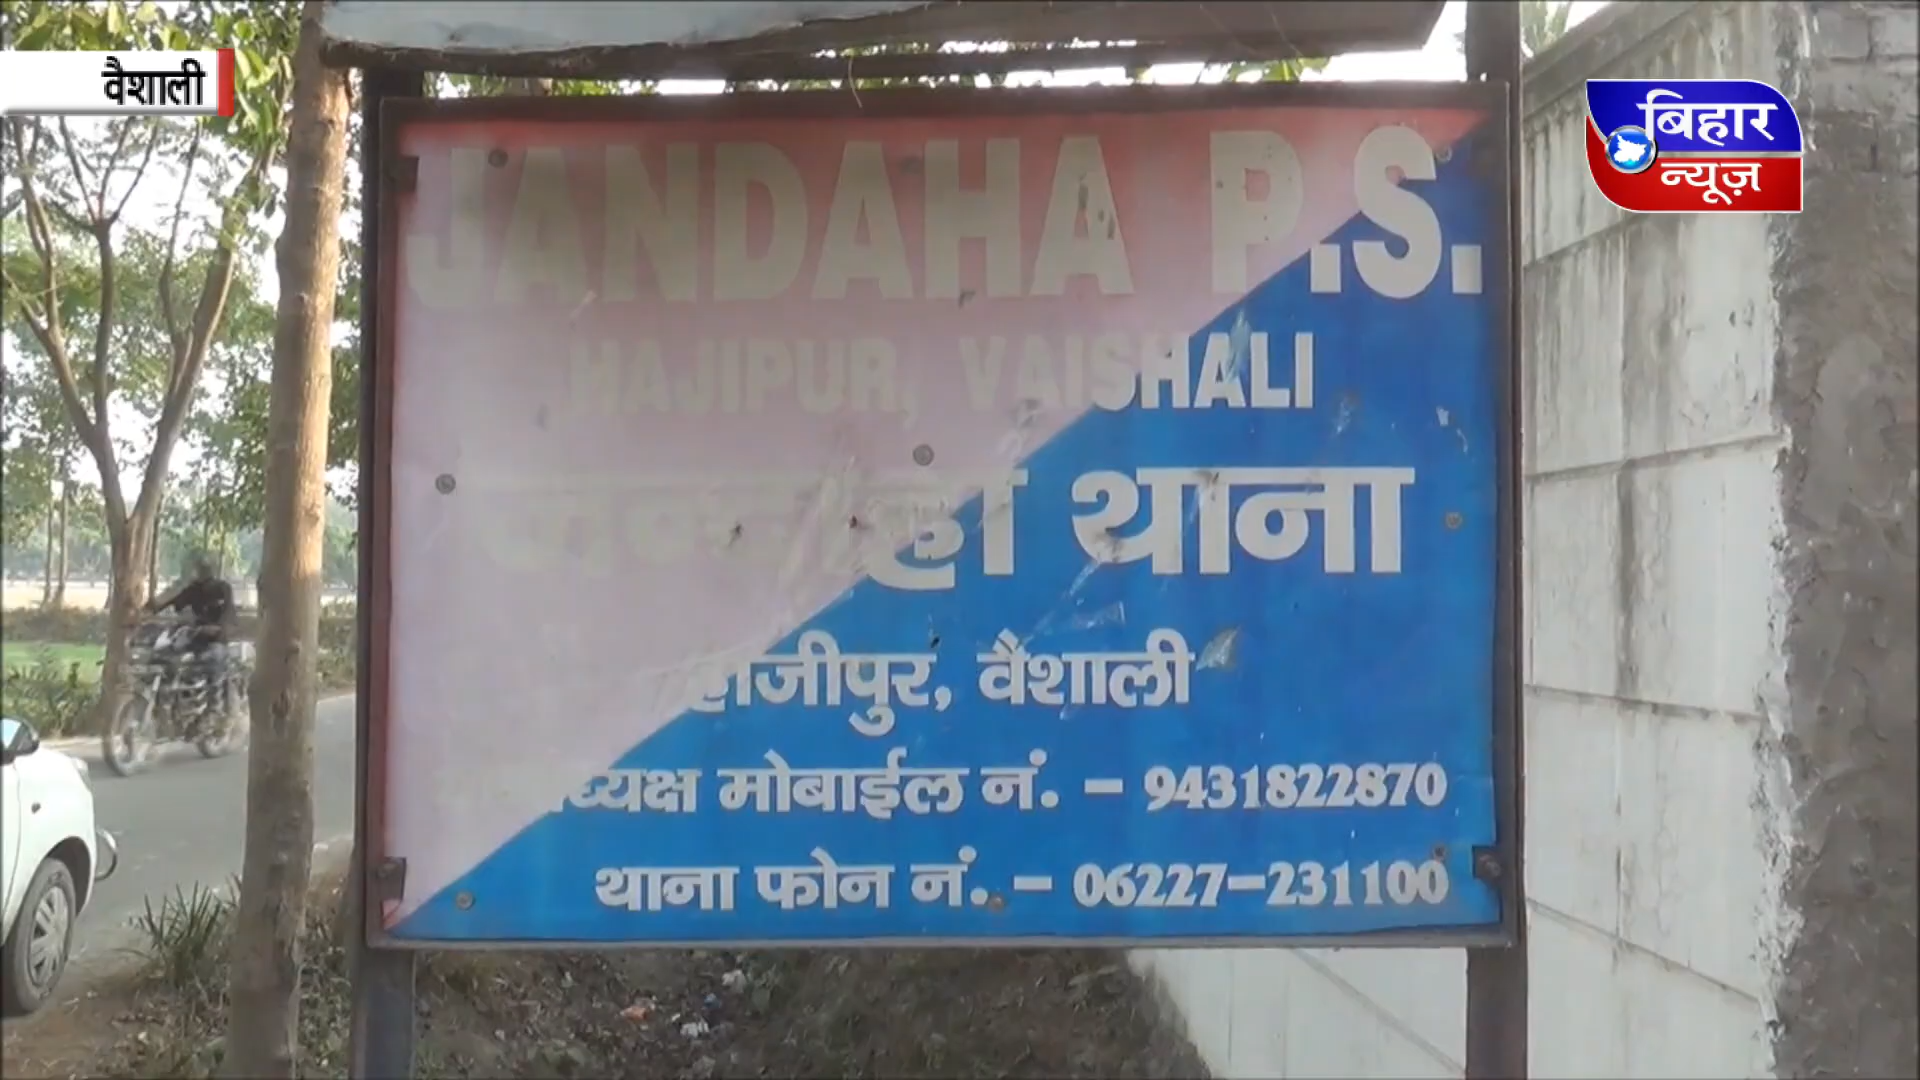 वैशाली
बिहार
न्यूज़
JANDAHA P.S.
HAJIPUR, VAISHALI
थाना
हाजीपुर, वैशाली
मोबाईल नं. - 9431822870
थाना फोन नं. - 06227-231100